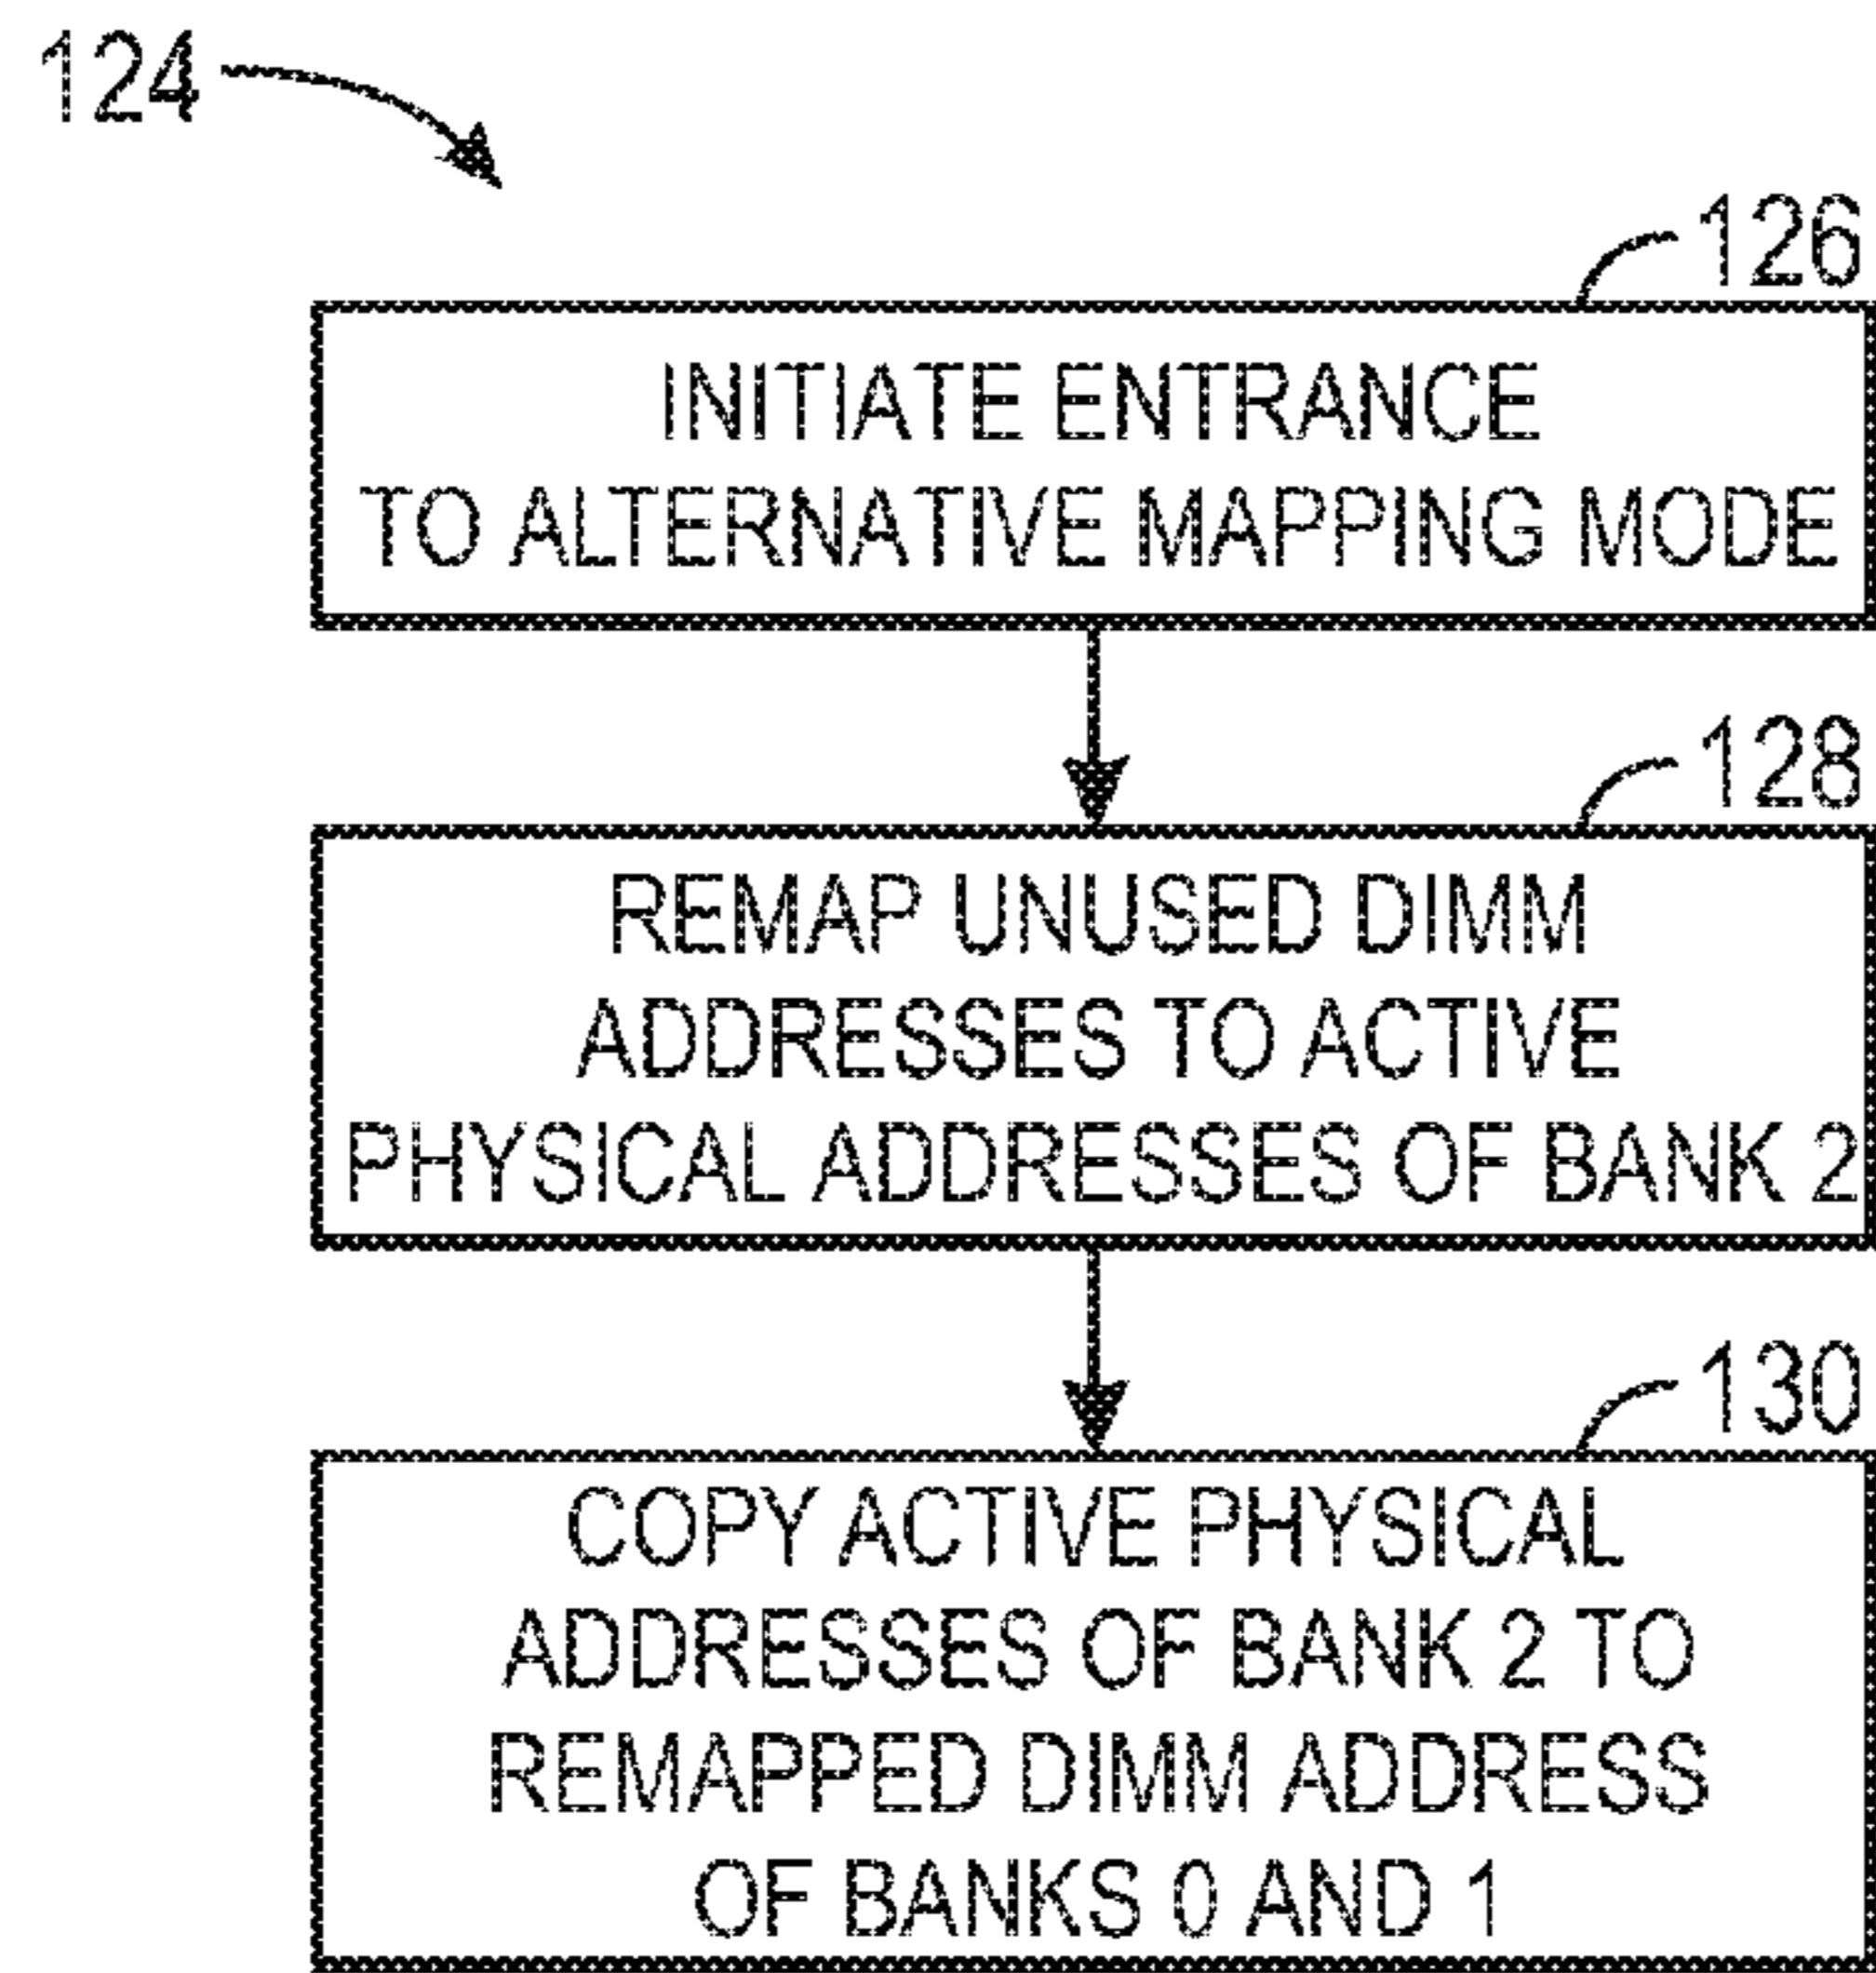 124
126
INITIATE ENTRANCE
TO ALTERNATIVE MAPPING MODE
128
REMAP UNUSED DIMM
ADDRESSES TO ACTIVE
PHYSICAL ADDRESSES OF BANK 2
130
COPY ACTIVE PHYSICAL
ADDRESSES OF BANK 2 TO
REMAPPED DIMM ADDRESS
OF BANKS 0 AND 1